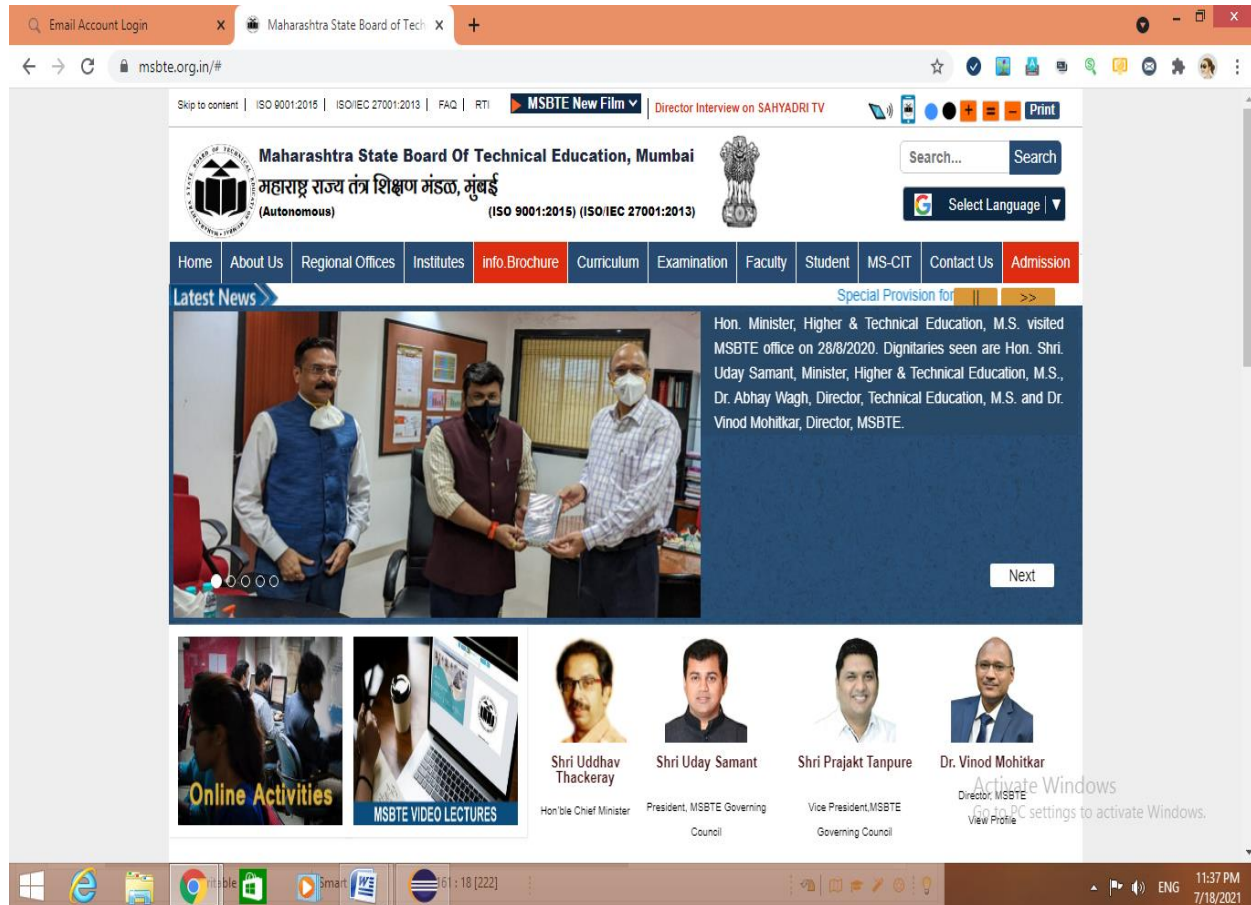 Email Account Login
Maharashtra State Board of Tech
msbte.org.in/#
Skip to content | ISO 9001:2015 | ISO/IEC 27001:2013 | FAQ | RTI MSBTE New Film Director Interview on SAHYADRI TV + = – Print
Maharashtra State Board Of Technical Education, Mumbai
महाराष्ट्र राज्य तंत्र शिक्षण मंडळ, मुंबई
(Autonomous) (ISO 9001:2015) (ISO/IEC 27001:2013)
Search... Search
Select Language | ▼
Home About Us Regional Offices Institutes info.Brochure Curriculum Examination Faculty Student MS-CIT Contact Us Admission
Latest News Special Provision for || >>
Hon. Minister, Higher & Technical Education, M.S. visited
MSBTE office on 28/8/2020. Dignitaries seen are Hon. Shri.
Uday Samant, Minister, Higher & Technical Education, M.S.,
Dr. Abhay Wagh, Director, Technical Education, M.S. and Dr.
Vinod Mohitkar, Director, MSBTE.
Next
Online Activities
MSBTE VIDEO LECTURES
Shri Uddhav
Thackeray
Hon'ble Chief Minister
Shri Uday Samant
President, MSBTE Governing
Council
Shri Prajakt Tanpure
Vice President,MSBTE
Governing Council
Dr. Vinod Mohitkar
Director, MSBTE
View Profile
Activate Windows
Go to PC settings to activate Windows.
Smart 161 : 18 [222]
ENG
11:37 PM
7/18/2021